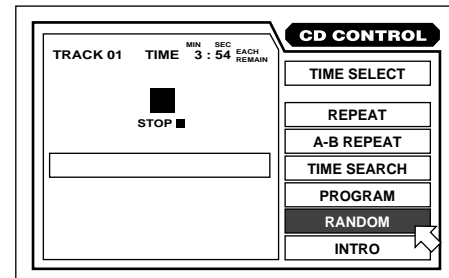 CD CONTROL
TRACK 01 TIME MIN 3 : SEC 54 EACH REMAIN
STOP
TIME SELECT
REPEAT
A-B REPEAT
TIME SEARCH
PROGRAM
RANDOM
INTRO